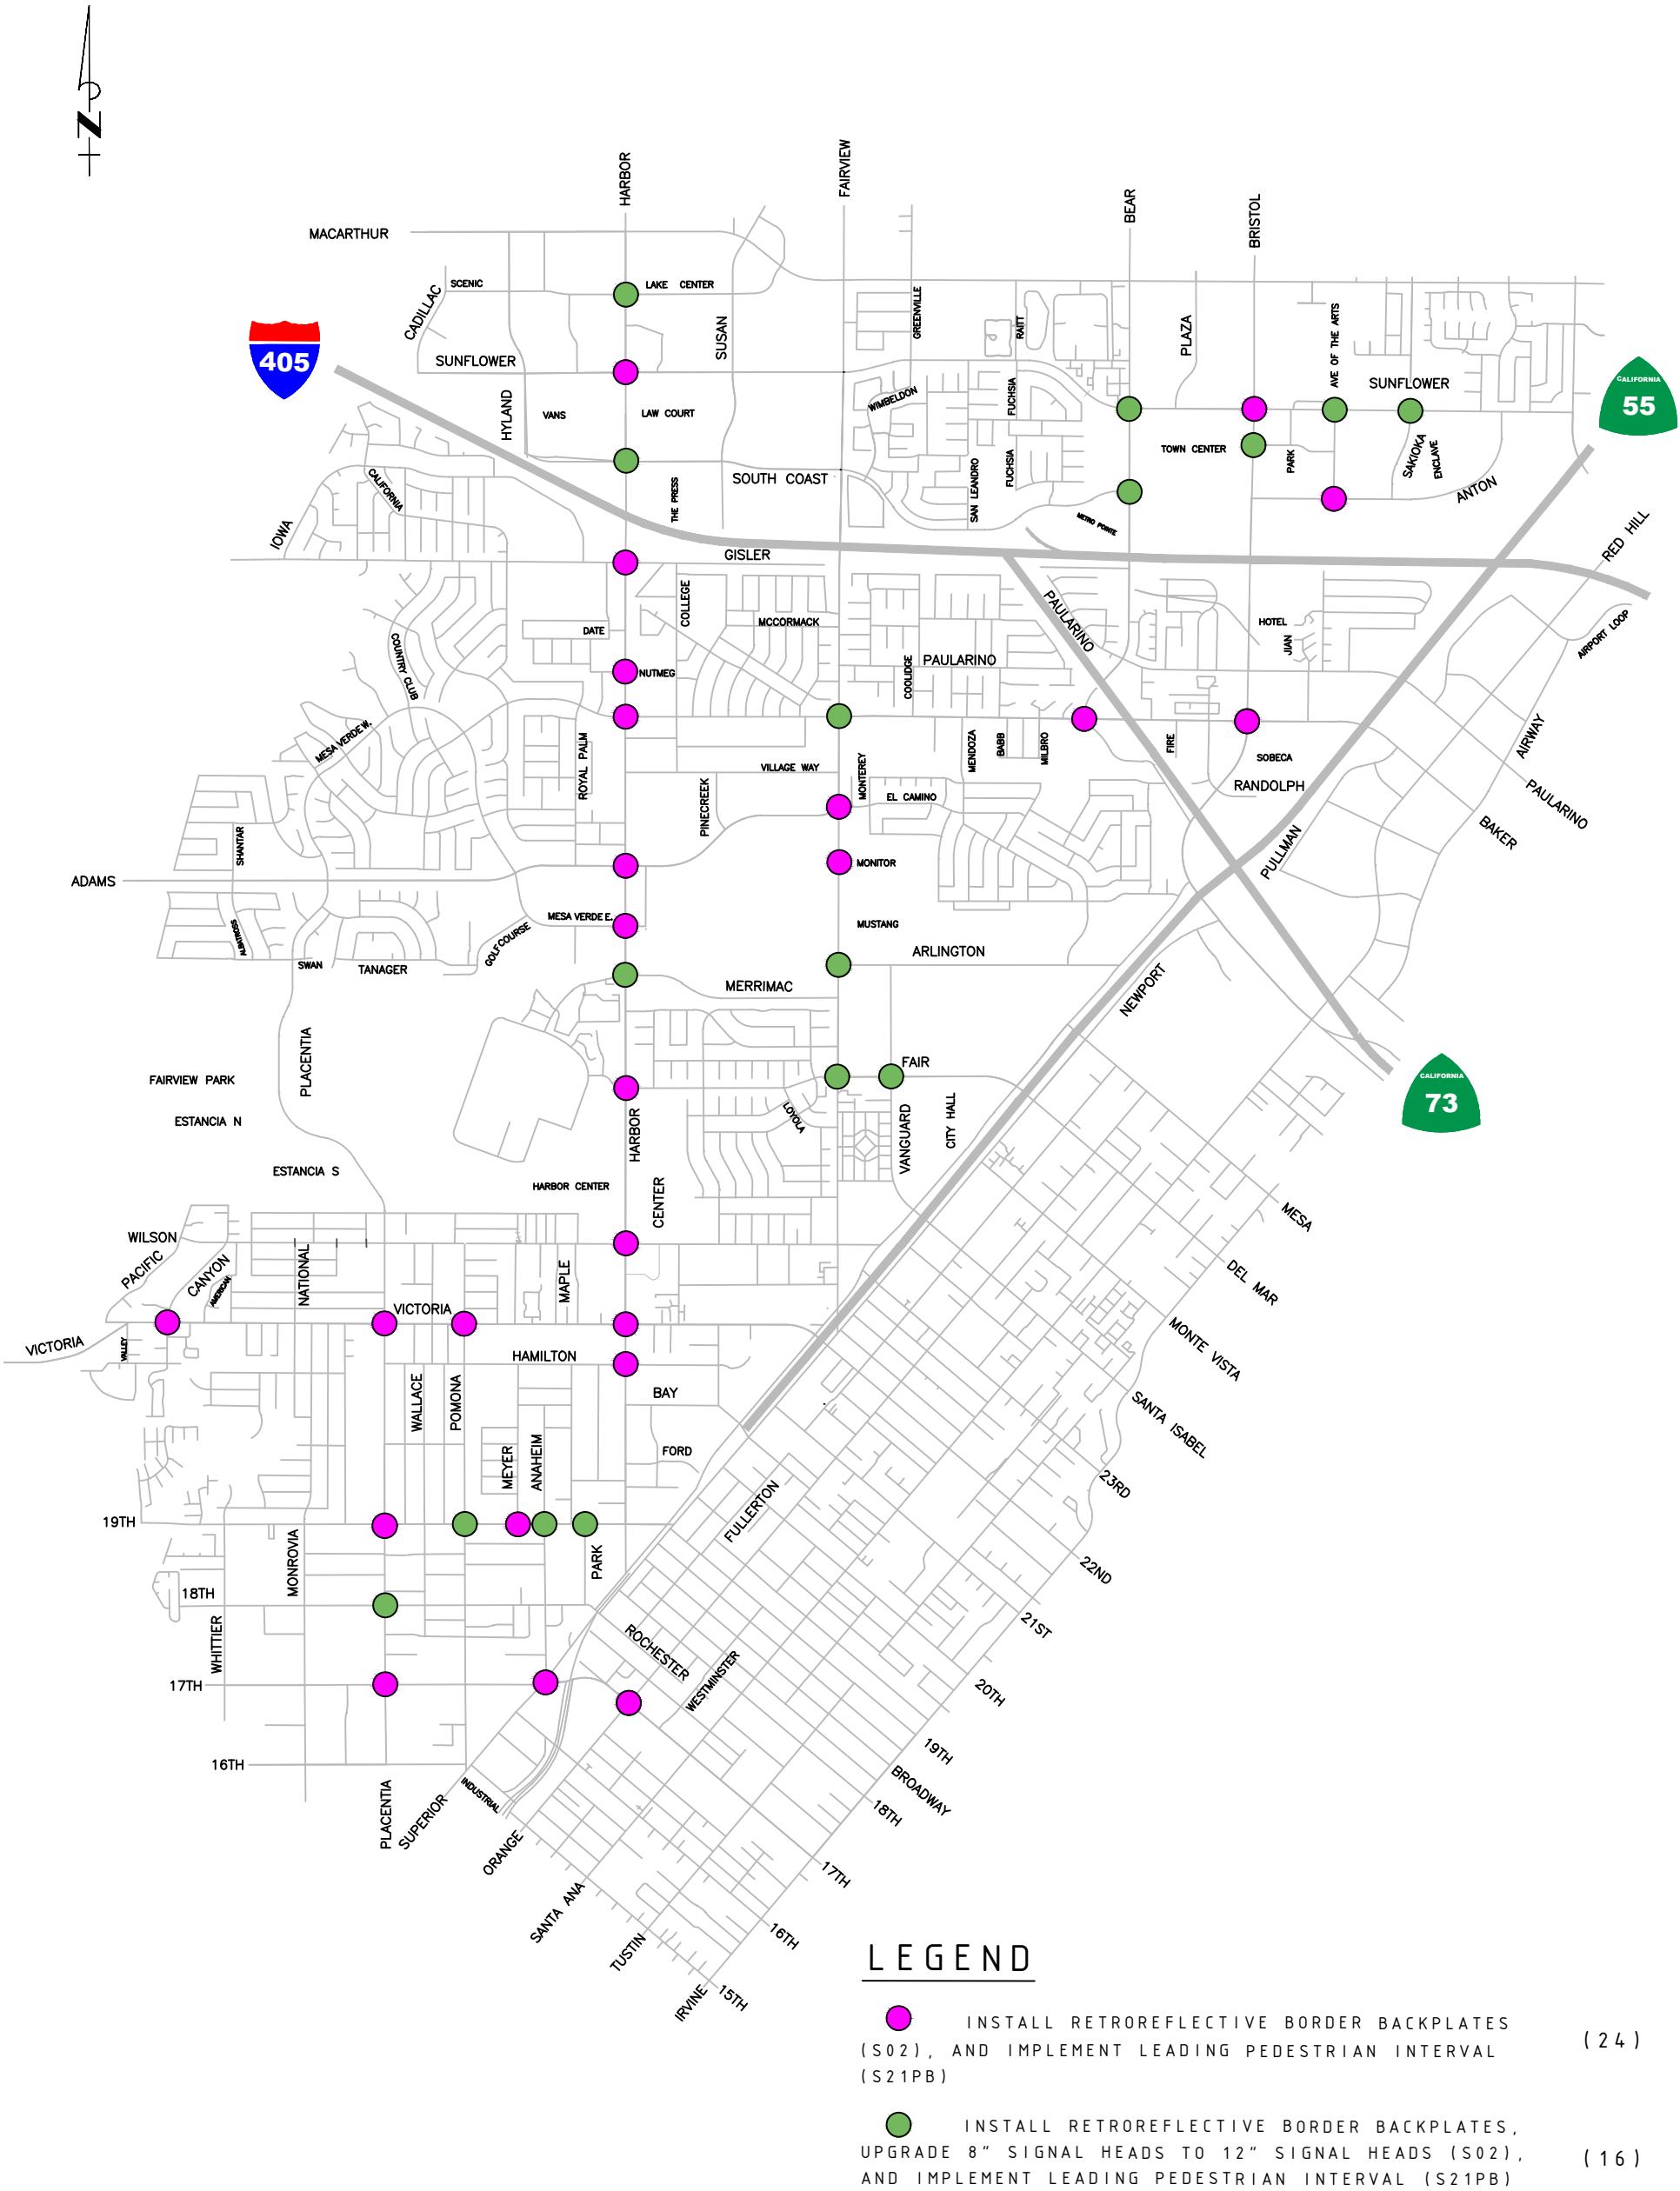 N
HARBOR
FAIRVIEW
BEAR
BRISTOL
MACARTHUR
SCENIC
LAKE CENTER
CADILLAC
GREENVILLE
RAITT
PLAZA
AVE OF THE ARTS
SUSAN
405
SUNFLOWER
SUNFLOWER
CALIFORNIA
55
HYLAND
VANS
LAW COURT
WIMBELDON
FUCHSIA
TOWN CENTER
PARK
SAKIOKA
ENCLAVE
CALIFORNIA
THE PRESS
SOUTH COAST
SAN LEANDRO
FUCHSIA
ANTON
METRO POINTE
IOWA
RED HILL
GISLER
COLLEGE
MCCORMACK
PAULARINO
HOTEL
JIAN
AIRPORT LOOP
DATE
COUNTRY CLUB
NUTMEG
COOLIDGE
PAULARINO
MESA VERDE W.
ROYAL PALM
VILLAGE WAY
MONTEREY
MENDOZA
BABB
MILBRO
FIRE
SOBECA
AIRWAY
RANDOLPH
PAULARINO
PINECREEK
EL CAMINO
BAKER
SHANTAR
PULLMAN
MONITOR
ADAMS
MESA VERDE E.
MUSTANG
ALBATROSS
GOLF COURSE
ARLINGTON
SWAN
TANAGER
MERRIMAC
NEWPORT
PLACENTIA
FAIR
CALIFORNIA
73
FAIRVIEW PARK
ESTANCIA N
LOYOLA
VANGUARD
CITY HALL
HARBOR
ESTANCIA S
HARBOR CENTER
CENTER
MESA
WILSON
PACIFIC
CANYON
AMERICAN
NATIONAL
MAPLE
DEL MAR
VICTORIA
VICTORIA
VALLEY
HAMILTON
MONTE VISTA
WALLACE
POMONA
BAY
SANTA ISABEL
MEYER
ANAHEIM
FORD
23RD
FULLERTON
19TH
MONROVIA
PARK
22ND
18TH
WHITTIER
21ST
ROCHESTER
WESTMINSTER
17TH
20TH
19TH
16TH
BROADWAY
INDUSTRIAL
PLACENTIA
SUPERIOR
18TH
ORANGE
17TH
SANTA ANA
16TH
TUSTIN
IRVINE
15TH
LEGEND
INSTALL RETROREFLECTIVE BORDER BACKPLATES
(S02), AND IMPLEMENT LEADING PEDESTRIAN INTERVAL
(S21PB)
(24)
INSTALL RETROREFLECTIVE BORDER BACKPLATES,
UPGRADE 8" SIGNAL HEADS TO 12" SIGNAL HEADS (S02),
AND IMPLEMENT LEADING PEDESTRIAN INTERVAL (S21PB)
(16)